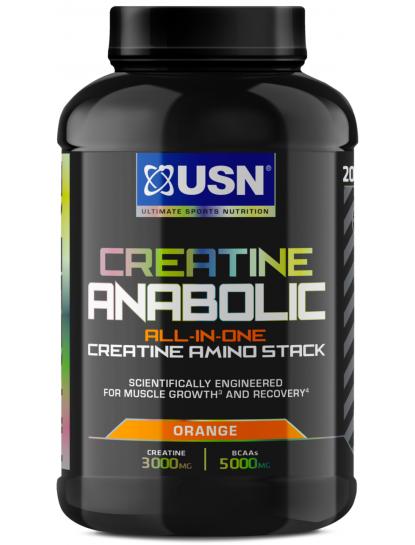 USN®
ULTIMATE SPORTS NUTRITION
CREATINE
ANABOLIC
ALL-IN-ONE
CREATINE AMINO STACK
SCIENTIFICALLY ENGINEERED
FOR MUSCLE GROWTH³ AND RECOVERY⁴
ORANGE
CREATINE
3000MG
BCAAs
5000MG